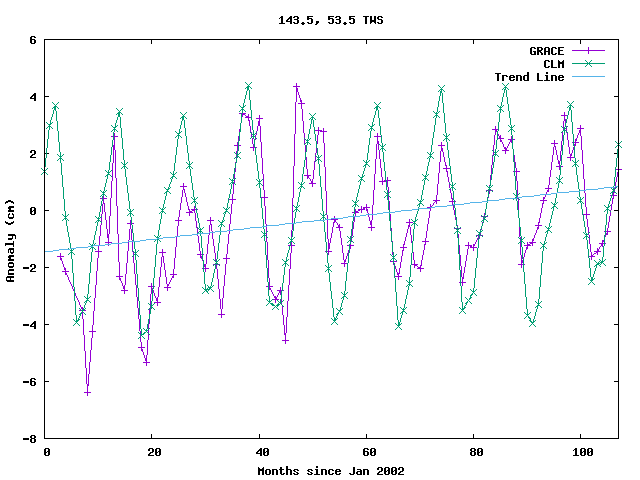 143.5, 53.5 TWS
GRACE
CLM
Trend Line
6
4
2
0
-2
-4
-6
-8
Anomaly (cm)
0 20 40 60 80 100
Months since Jan 2002